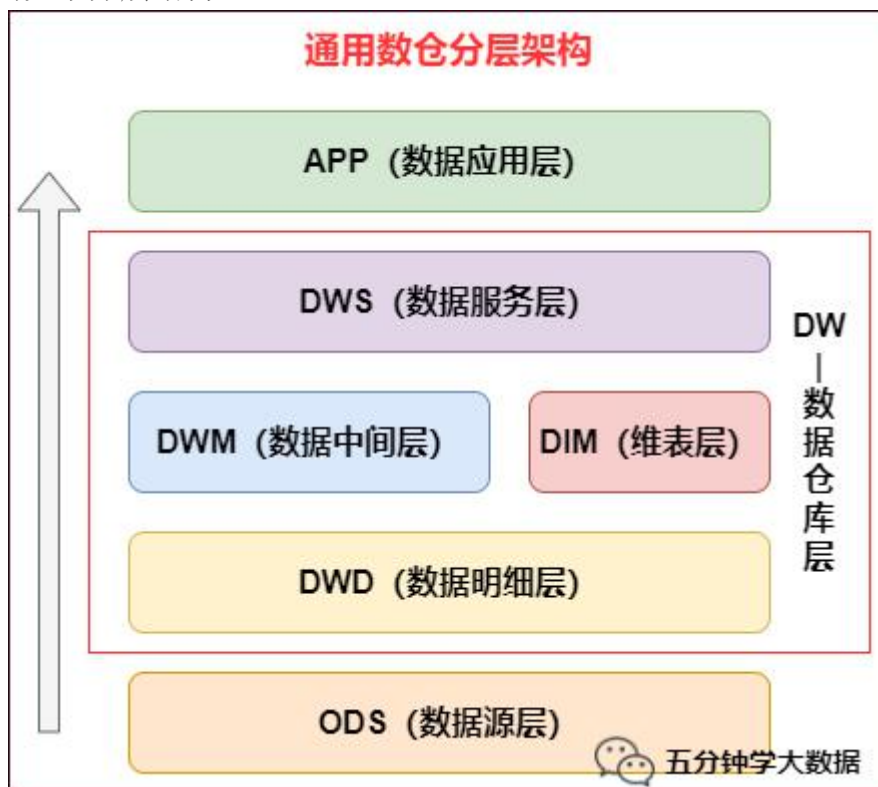 通用数仓分层架构
APP（数据应用层）
DWS（数据服务层）
DWM（数据中间层）
DIM（维表层）
DW—数据仓库层
DWD（数据明细层）
ODS（数据源层）
五分钟学大数据